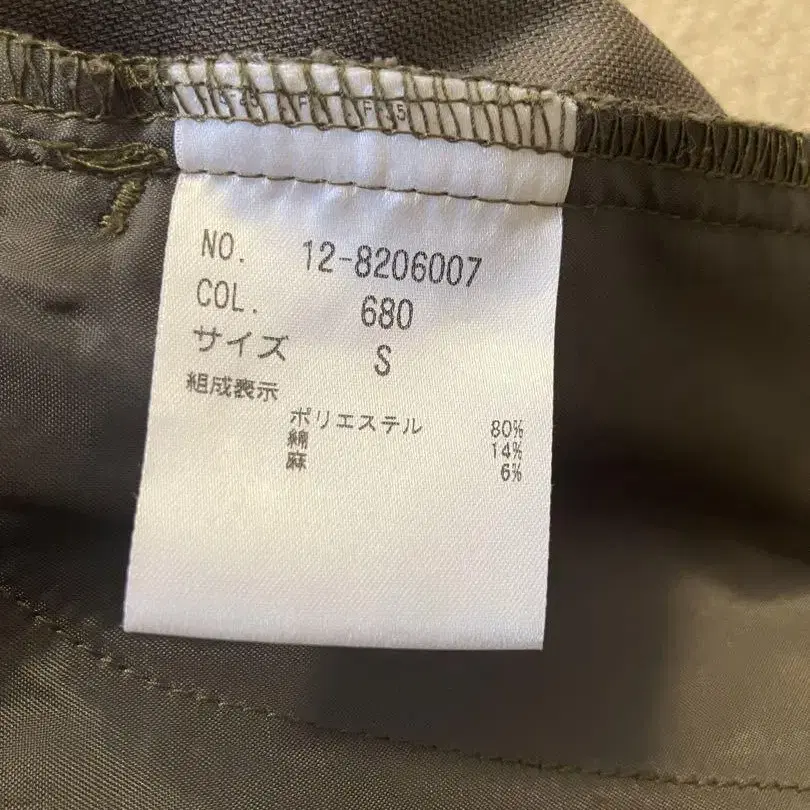 NO. 12-8206007
COL. 680
サイズ S
組成表示
ポリエステル 80%
綿 14%
麻 6%